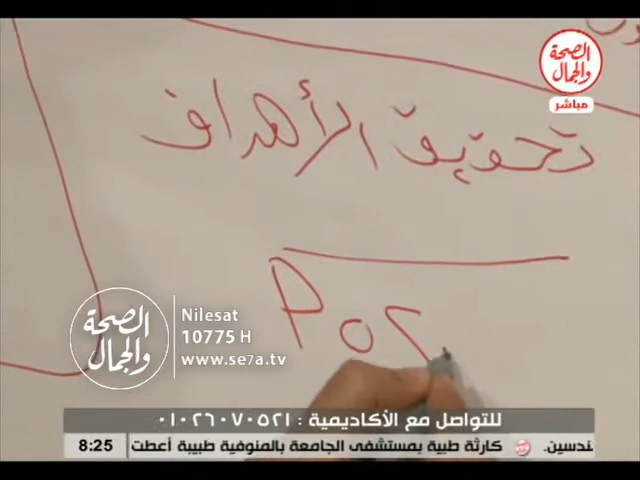 الصحة
والجمال
مباشر
تحقيق الأهداف
Pos
الصحة
والجمال
Nilesat
10775 H
www.se7a.tv
للتواصل مع الأكاديمية : ٠١٠٢٦٠٧٠٥٢١
8:25 كارثة طبية بمستشفى الجامعة بالمنوفية طبيبة أعطت